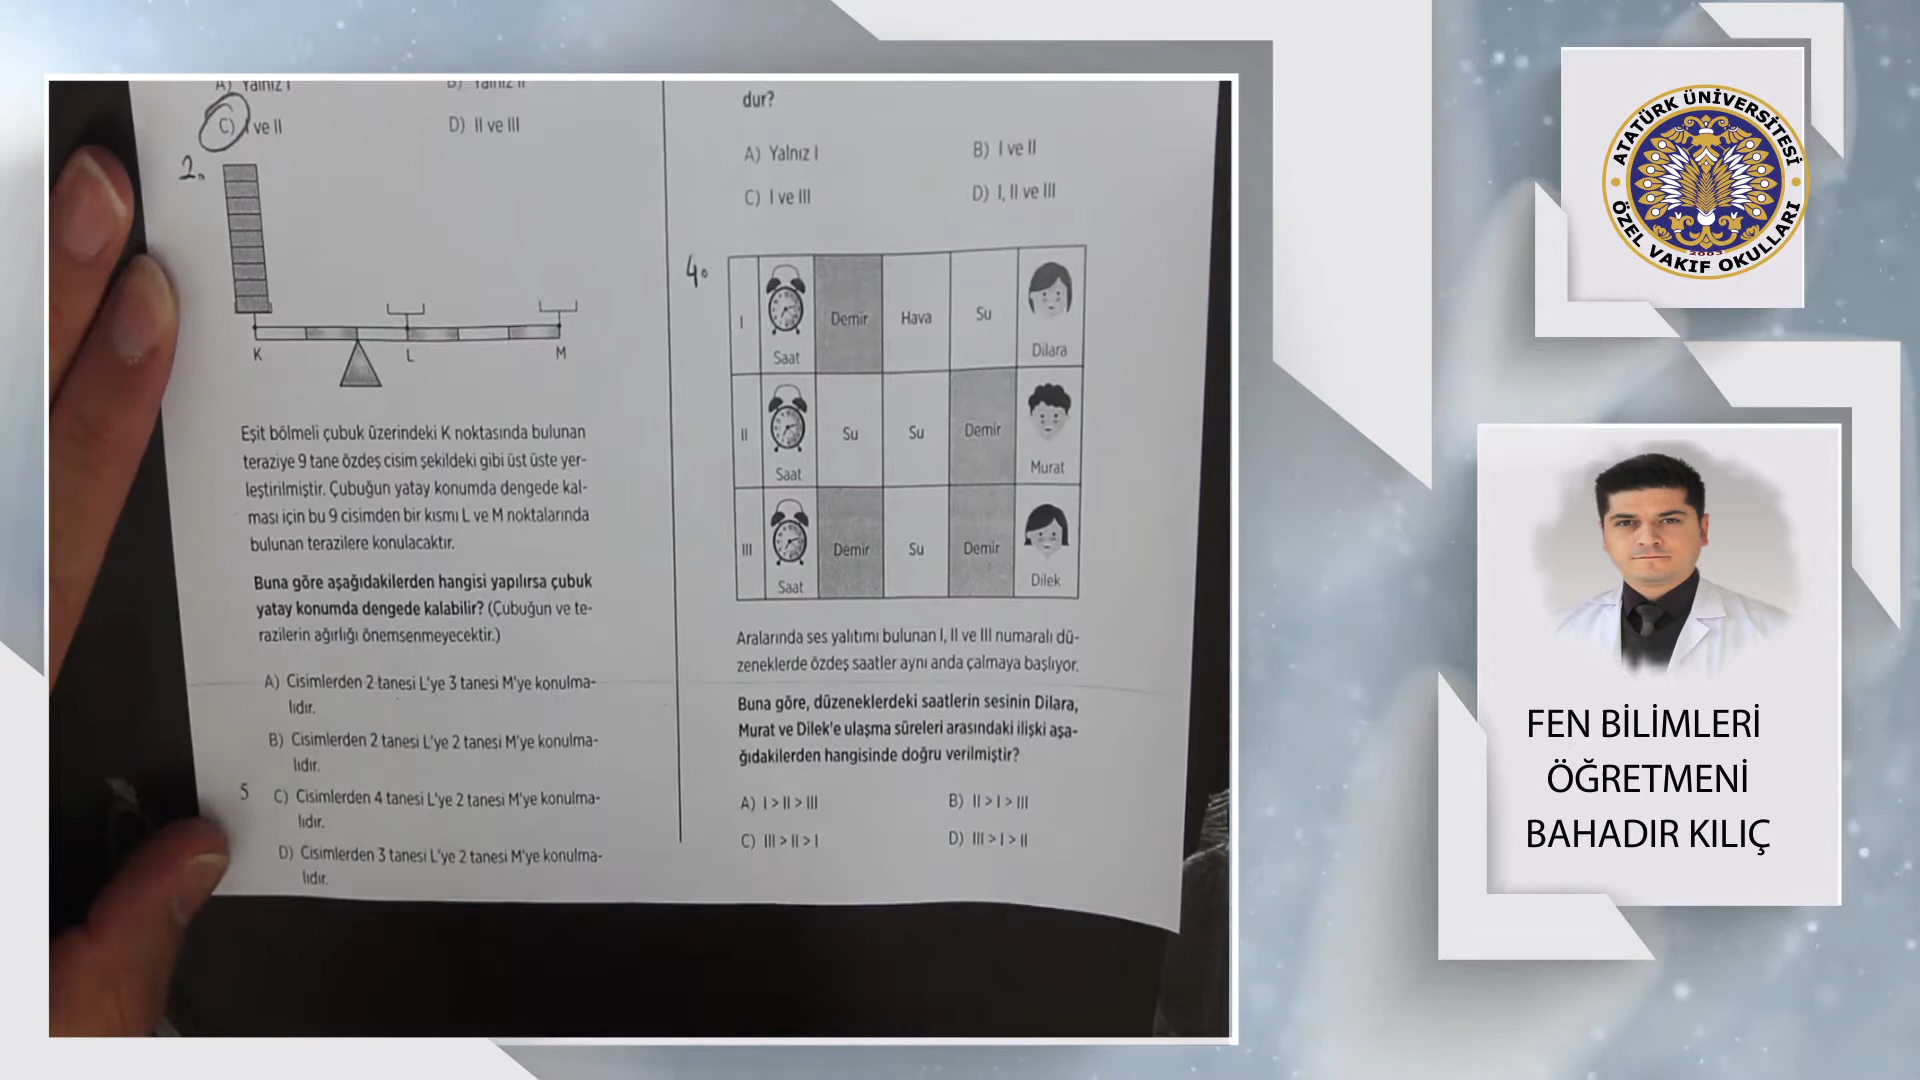 A) Yalnız I
B) Yalnız II
C) I ve II
D) II ve III
2.
K
L
M
Eşit bölmeli çubuk üzerindeki K noktasında bulunan
teraziye 9 tane özdeş cisim şekildeki gibi üst üste yer-
leştirilmiştir. Çubuğun yatay konumda dengede kal-
ması için bu 9 cisimden bir kısmı L ve M noktalarında
bulunan terazilere konulacaktır.
Buna göre aşağıdakilerden hangisi yapılırsa çubuk
yatay konumda dengede kalabilir? (Çubuğun ve te-
razilerin ağırlığı önemsenmeyecektir.)
A) Cisimlerden 2 tanesi L'ye 3 tanesi M'ye konulma-
lıdır.
B) Cisimlerden 2 tanesi L'ye 2 tanesi M'ye konulma-
lıdır.
5
C) Cisimlerden 4 tanesi L'ye 2 tanesi M'ye konulma-
lıdır.
D) Cisimlerden 3 tanesi L'ye 2 tanesi M'ye konulma-
lıdır.
dur?
A) Yalnız I
B) I ve II
C) I ve III
D) I, II ve III
4.
I
Saat
Demir
Hava
Su
Dilara
II
Saat
Su
Su
Demir
Murat
III
Saat
Demir
Su
Demir
Dilek
Aralarında ses yalıtımı bulunan I, II ve III numaralı dü-
zeneklerde özdeş saatler aynı anda çalmaya başlıyor.
Buna göre, düzeneklerdeki saatlerin sesinin Dilara,
Murat ve Dilek'e ulaşma süreleri arasındaki ilişki aşa-
ğıdakilerden hangisinde doğru verilmiştir?
A) I > II > III
B) II > I > III
C) III > II > I
D) III > I > II
ATATÜRK ÜNİVERSİTESİ
ÖZEL VAKIF OKULLARI
2005
FEN BİLİMLERİ
ÖĞRETMENİ
BAHADIR KILIÇ